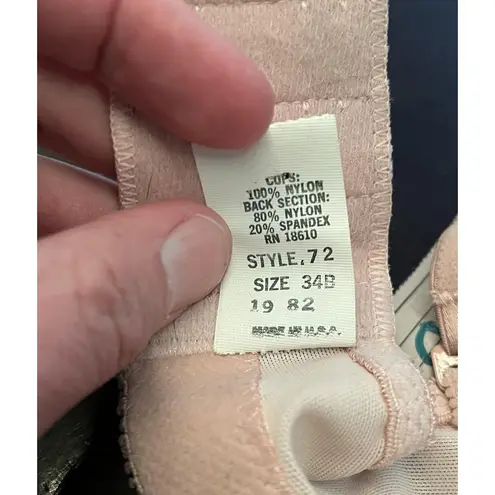 CUPS:
100% NYLON
BACK SECTION:
80% NYLON
20% SPANDEX
RN 18610
STYLE.72
SIZE 34B
19 82
MADE IN U.S.A.